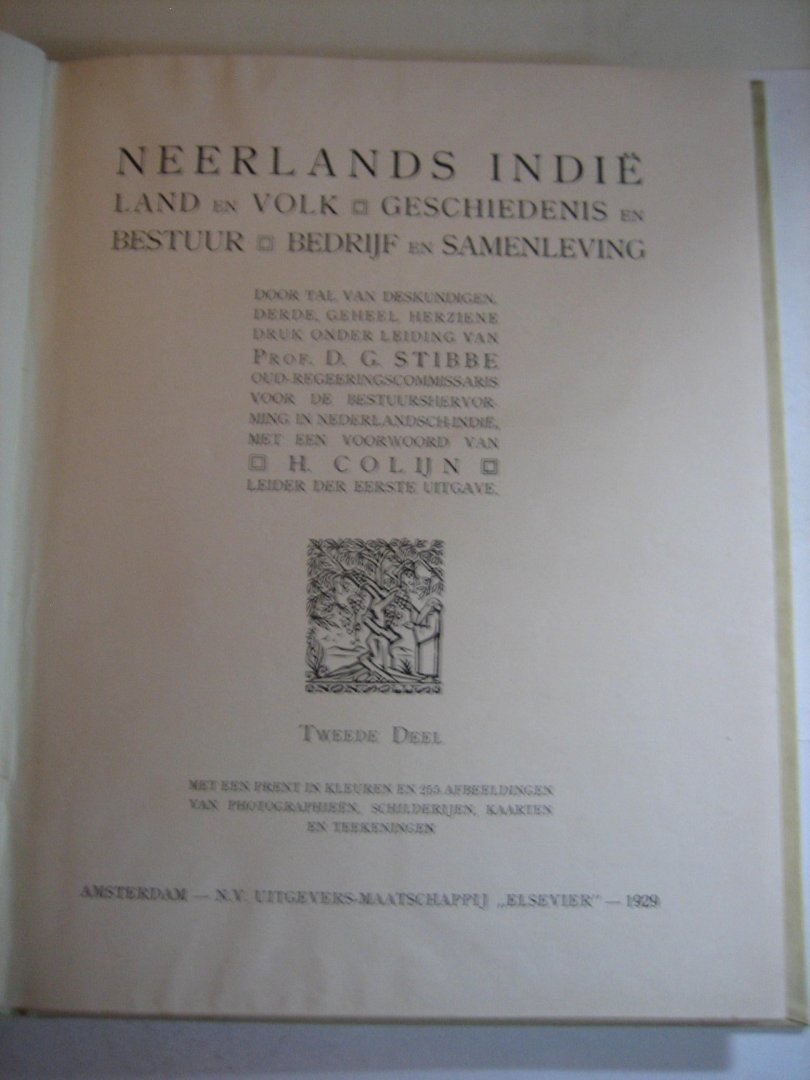 NEERLANDS INDIË
LAND EN VOLK GESCHIEDENIS EN
BESTUUR BEDRIJF EN SAMENLEVING
DOOR TAL VAN DESKUNDIGEN.
DERDE, GEHEEL HERZIENE
DRUK ONDER LEIDING VAN
PROF. D. G. STIBBE
OUD-REGEERINGSCOMMISSARIS
VOOR DE BESTUURSHERVOR-
MING IN NEDERLANDSCH-INDIË,
MET EEN VOORWOORD VAN
H. COLIJN
LEIDER DER EERSTE UITGAVE.
TWEEDE DEEL
MET EEN PRENT IN KLEUREN EN 255 AFBEELDINGEN
VAN PHOTOGRAPHIEËN, SCHILDERIJEN, KAARTEN
EN TEEKENINGEN
AMSTERDAM — N.V. UITGEVERS-MAATSCHAPPIJ „ELSEVIER" — 1929